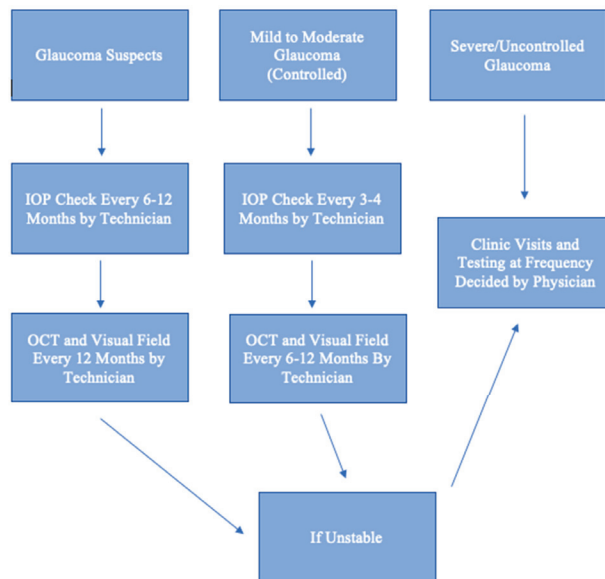 Glaucoma Suspects
Mild to Moderate
Glaucoma
(Controlled)
Severe/Uncontrolled
Glaucoma
IOP Check Every 6-12
Months by Technician
IOP Check Every 3-4
Months by Technician
Clinic Visits and
Testing at Frequency
Decided by Physician
OCT and Visual Field
Every 12 Months by
Technician
OCT and Visual Field
Every 6-12 Months By
Technician
If Unstable